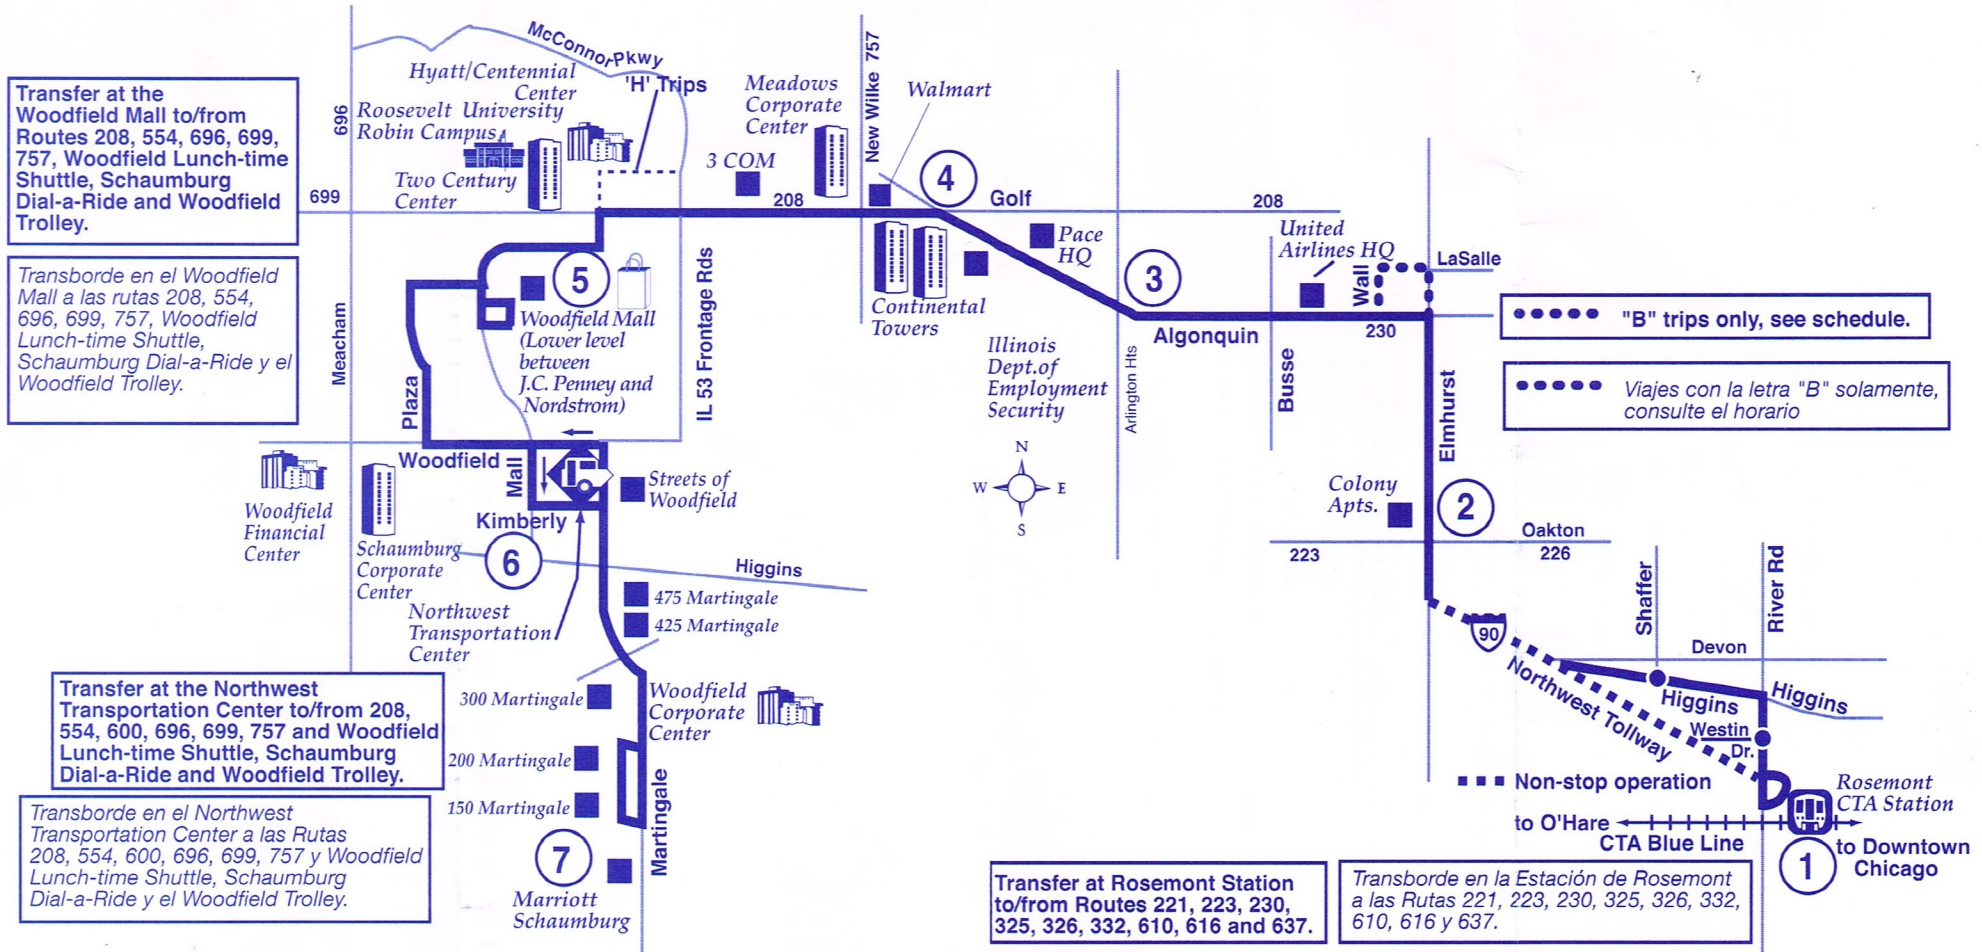 McConnor Pkwy
'H' Trips
Hyatt/Centennial
Center
Roosevelt University
Robin Campus
Two Century
Center
696
699
Transfer at the
Woodfield Mall to/from
Routes 208, 554, 696, 699,
757, Woodfield Lunch-time
Shuttle, Schaumburg
Dial-a-Ride and Woodfield
Trolley.
Transborde en el Woodfield
Mall a las rutas 208, 554,
696, 699, 757, Woodfield
Lunch-time Shuttle,
Schaumburg Dial-a-Ride y el
Woodfield Trolley.
3 COM
Meadows
Corporate
Center
New Wilke 757
Walmart
208
4
Golf
208
Pace
HQ
Continental
Towers
3
United
Airlines HQ
Wall
LaSalle
Algonquin
230
"B" trips only, see schedule.
Viajes con la letra "B" solamente,
consulte el horario
Illinois
Dept.of
Employment
Security
Arlington Hts
Busse
Elmhurst
N
W
E
S
5
Woodfield Mall
(Lower level
between
J.C. Penney and
Nordstrom)
IL 53 Frontage Rds
Meacham
Plaza
Woodfield
Mall
Kimberly
Streets of
Woodfield
Woodfield
Financial
Center
Schaumburg
Corporate
Center
6
Higgins
Northwest
Transportation
Center
475 Martingale
425 Martingale
300 Martingale
Woodfield
Corporate
Center
200 Martingale
150 Martingale
Martingale
7
Marriott
Schaumburg
Transfer at the Northwest
Transportation Center to/from 208,
554, 600, 696, 699, 757 and Woodfield
Lunch-time Shuttle, Schaumburg
Dial-a-Ride and Woodfield Trolley.
Transborde en el Northwest
Transportation Center a las Rutas
208, 554, 600, 696, 699, 757 y Woodfield
Lunch-time Shuttle, Schaumburg
Dial-a-Ride y el Woodfield Trolley.
Colony
Apts.
2
Oakton
223
226
90
Northwest Tollway
Shaffer
River Rd
Devon
Higgins
Higgins
Westin
Dr.
Non-stop operation
Rosemont
CTA Station
to O'Hare
CTA Blue Line
1
to Downtown
Chicago
Transfer at Rosemont Station
to/from Routes 221, 223, 230,
325, 326, 332, 610, 616 and 637.
Transborde en la Estación de Rosemont
a las Rutas 221, 223, 230, 325, 326, 332,
610, 616 y 637.